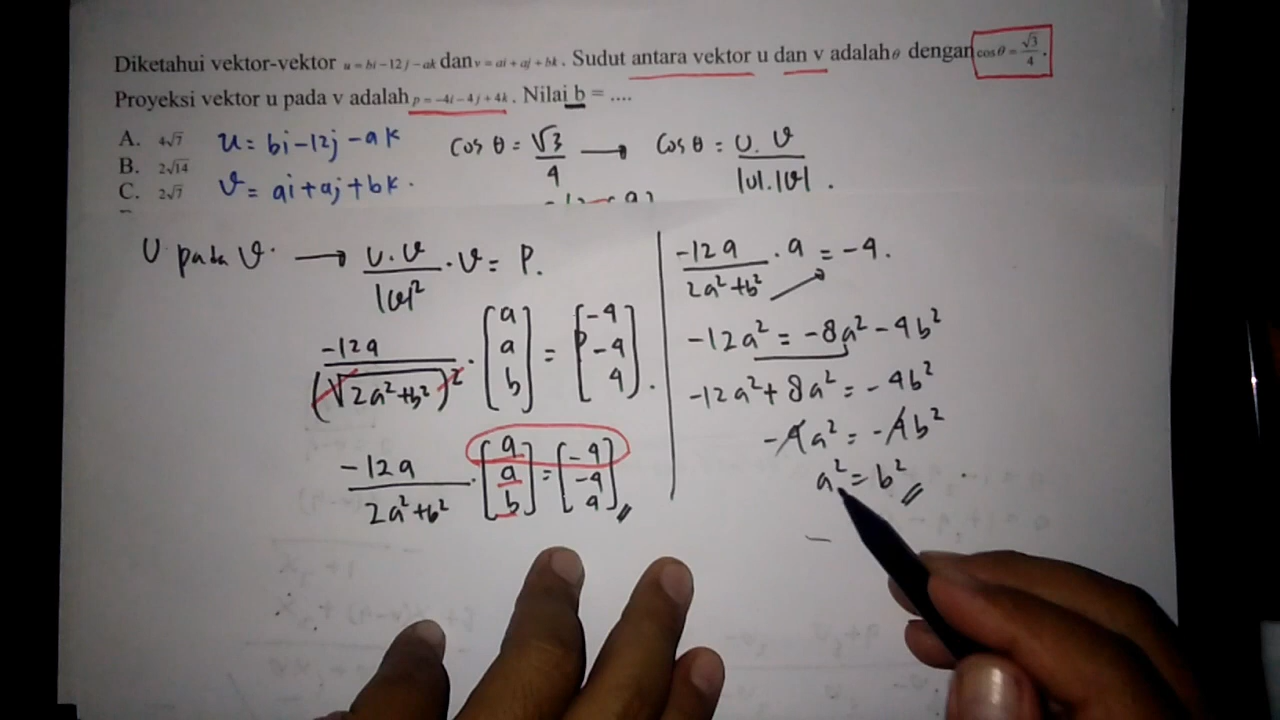 Diketahui vektor-vektor u = bi – 12 j – ak dan v = ai + aj + bk . Sudut antara vektor u dan v adalah θ dengan cos θ = √3/4 .
Proyeksi vektor u pada v adalah p = –4i – 4j + 4k . Nilai b = ....
A. 4√7
B. 2√14
C. 2√7
u = bi - 12j - ak
v = ai + aj + bk .
cos θ = √3/4 → cos θ = u. v / |u|.|v| .
u pada v. → u.v/|v|² . v = p.
-12a/(√2a²+b²)² . [a a b] = [-4 -4 4] .
-12a/2a²+b² . [a a b] = [-4 -4 4]
-12a/2a²+b² . a = -4.
-12a² = -8a² - 4b²
-12a² + 8a² = -4b²
-4a² = -4b²
a² = b²